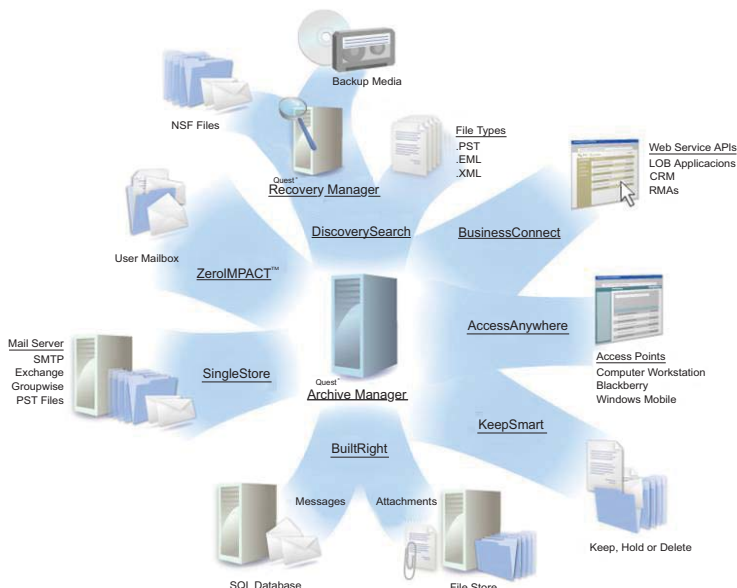 Backup Media
NSF Files
File Types
.PST
.EML
.XML
Web Service APIs
LOB Applicacions
CRM
RMAs
Quest™
Recovery Manager
DiscoverySearch
BusinessConnect
User Mailbox
ZeroIMPACT™
AccessAnywhere
Mail Server
SMTP
Exchange
Groupwise
PST Files
SingleStore
Access Points
Computer Workstation
Blackberry
Windows Mobile
Quest™
Archive Manager
KeepSmart
BuiltRight
Messages
Attachments
Keep, Hold or Delete
SQL Database
File Store